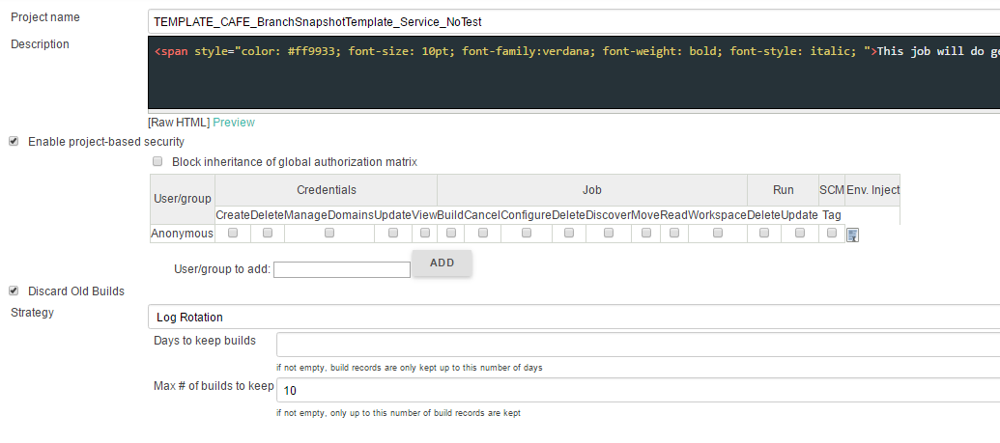 Project name TEMPLATE_CAFE_BranchSnapshotTemplate_Service_NoTest
Description <span style="color: #ff9933; font-size: 10pt; font-family:verdana; font-weight: bold; font-style: italic; ">This job will do ge
[Raw HTML] Preview
Enable project-based security
Block inheritance of global authorization matrix
User/group Credentials Job Run SCM Env. Inject
Create Delete ManageDomains Update View Build Cancel Configure Delete Discover Move Read Workspace Delete Update Tag
Anonymous
User/group to add: ADD
Discard Old Builds
Strategy Log Rotation
Days to keep builds
if not empty, build records are only kept up to this number of days
Max # of builds to keep 10
if not empty, only up to this number of build records are kept